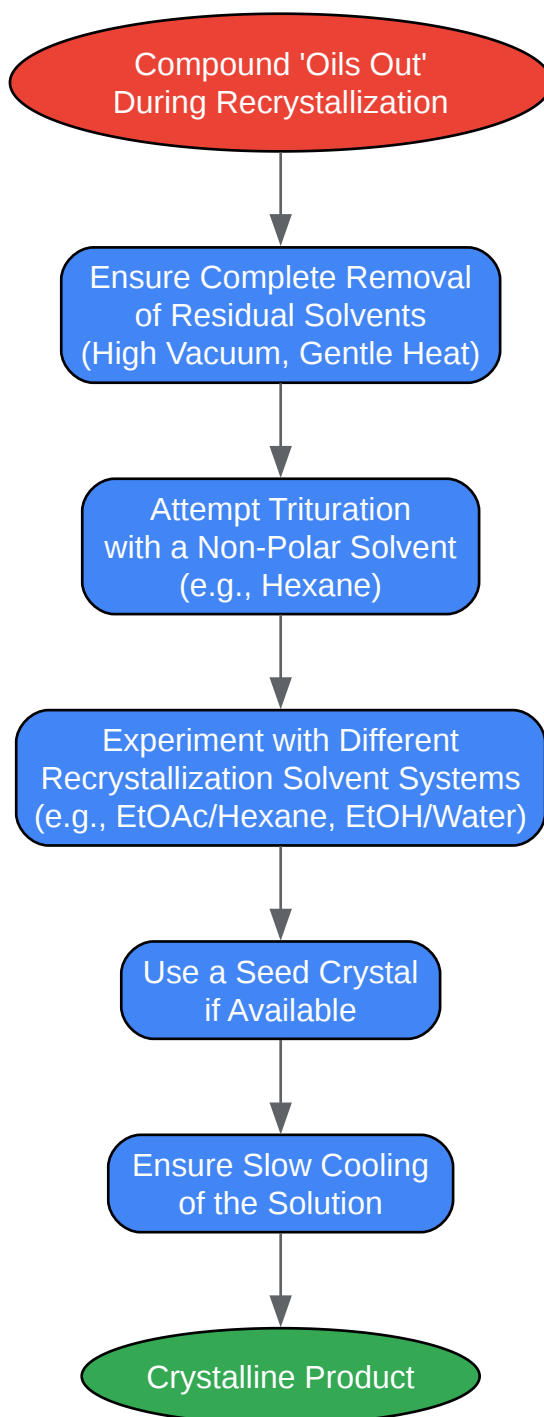 Compound 'Oils Out'
During Recrystallization
Ensure Complete Removal
of Residual Solvents
(High Vacuum, Gentle Heat)
Attempt Trituration
with a Non-Polar Solvent
(e.g., Hexane)
Experiment with Different
Recrystallization Solvent Systems
(e.g., EtOAc/Hexane, EtOH/Water)
Use a Seed Crystal
if Available
Ensure Slow Cooling
of the Solution
Crystalline Product